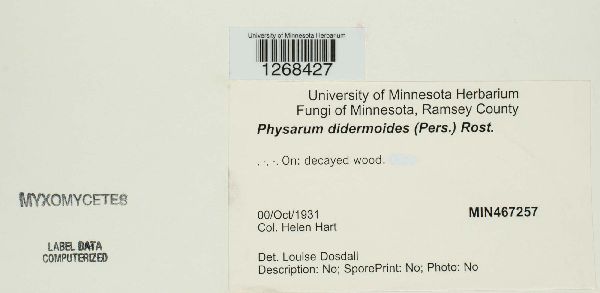 University of Minnesota Herbarium
1268427
University of Minnesota Herbarium
Fungi of Minnesota, Ramsey County
Physarum didermoides (Pers.) Rost.
. -, -. On: decayed wood.
00/Oct/1931
MIN467257
Col. Helen Hart
Det. Louise Dosdall
Description: No; SporePrint: No; Photo: No
MYXOMYCETES
LABEL DATA
COMPUTERIZED